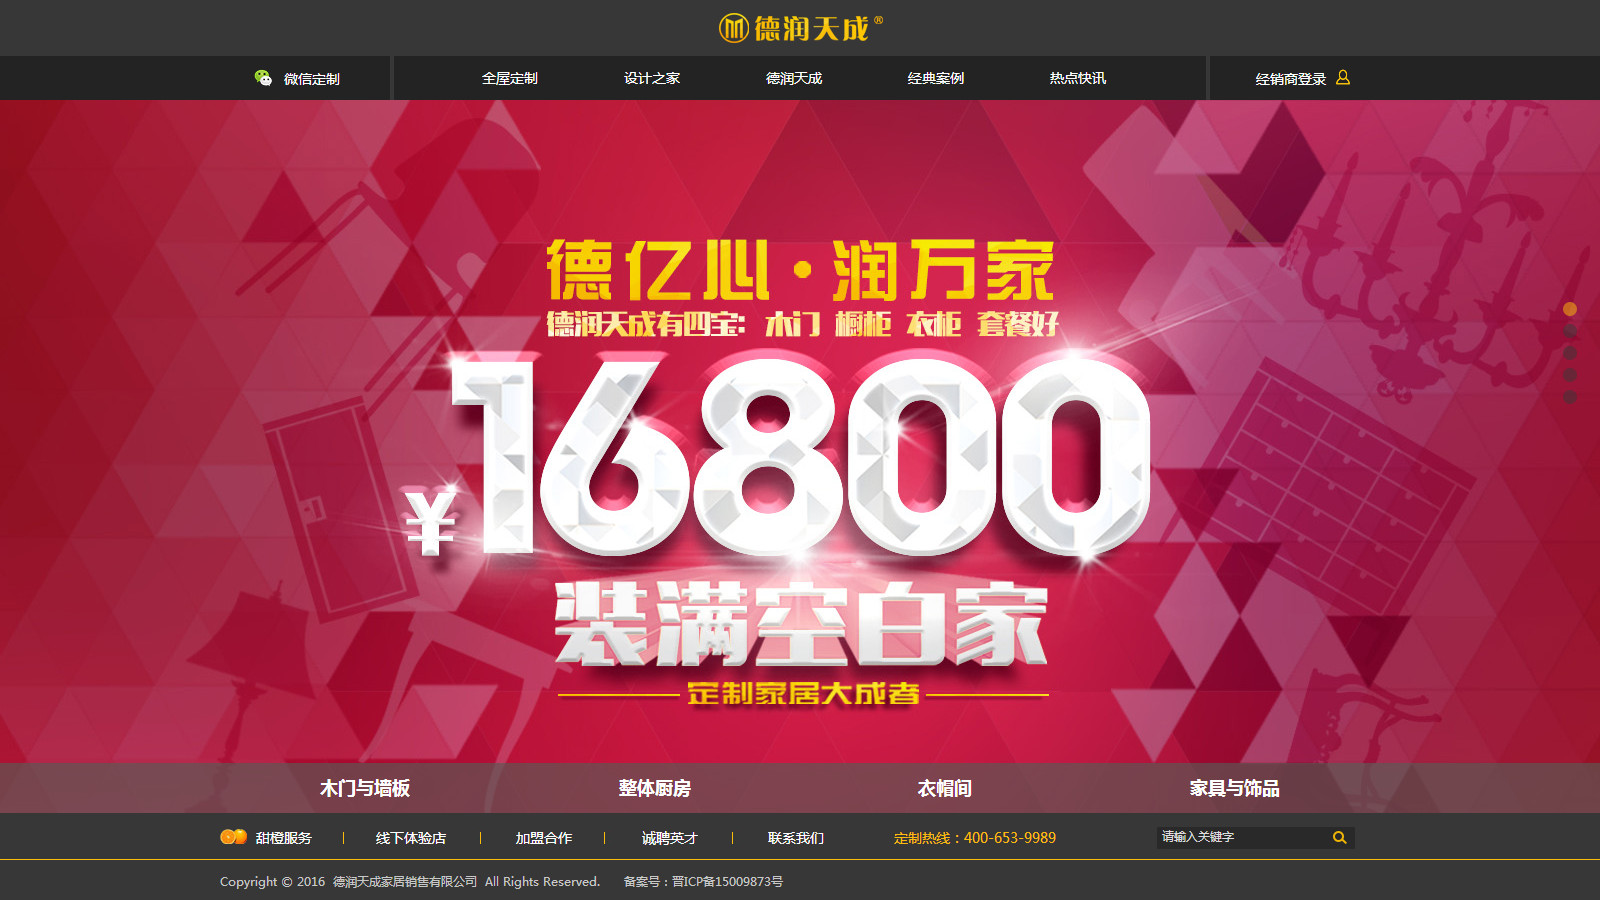 德润天成®
微信定制 全屋定制 设计之家 德润天成 经典案例 热点快讯 经销商登录
德亿心·润万家
德润天成有四宝：木门 橱柜 衣柜 套餐好
¥16800
装满空白家
定制家居大成者
木门与墙板 整体厨房 衣帽间 家具与饰品
甜橙服务 线下体验店 加盟合作 诚聘英才 联系我们 定制热线：400-653-9989 请输入关键字
Copyright © 2016 德润天成家居销售有限公司 All Rights Reserved. 备案号：晋ICP备15009873号